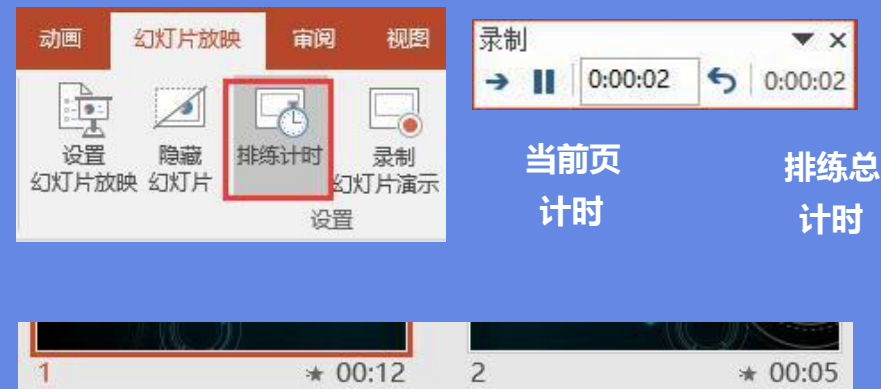 动画 幻灯片放映 审阅 视图
设置
幻灯片放映
隐藏
幻灯片
排练计时
录制
幻灯片演示
设置
录制
0:00:02 0:00:02
当前页
计时
排练总
计时
1 00:12 2 00:05